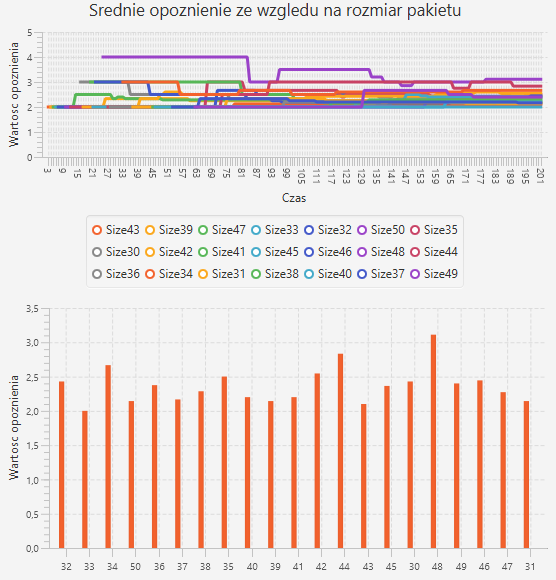 Srednie opoznienie ze wzgledu na rozmiar pakietu
Wartosc opoznienia
5
4
3
2
1
0
3 9 15 21 27 33 39 45 51 57 63 69 75 81 87 93 99 105 111 117 123 129 135 141 147 153 159 165 171 177 183 189 195 201
Czas
Size43 Size39 Size47 Size33 Size32 Size50 Size35
Size30 Size42 Size41 Size45 Size46 Size48 Size44
Size36 Size34 Size31 Size38 Size40 Size37 Size49
Wartosc opoznienia
3,5
3,0
2,5
2,0
1,5
1,0
0,5
0,0
32 33 34 50 36 37 38 35 40 39 41 42 44 43 45 30 48 49 46 47 31